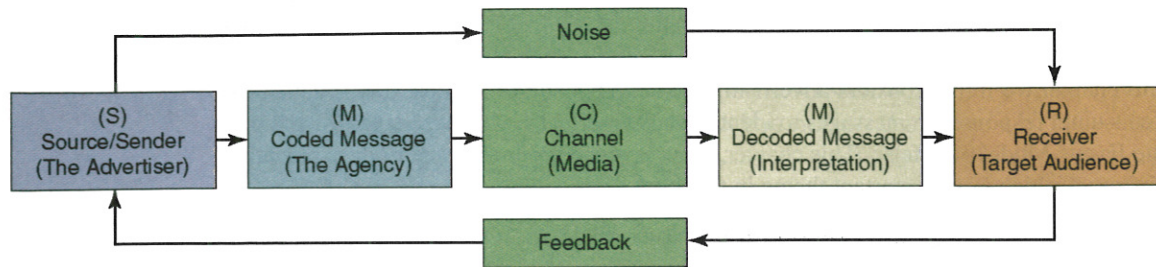 Noise
(S)
Source/Sender
(The Advertiser)
(M)
Coded Message
(The Agency)
(C)
Channel
(Media)
(M)
Decoded Message
(Interpretation)
(R)
Receiver
(Target Audience)
Feedback